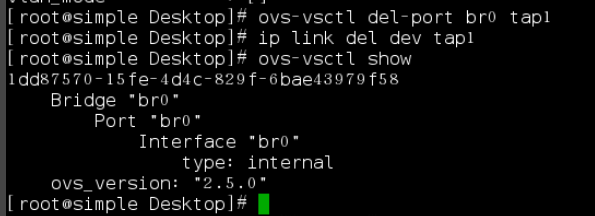 vlan_mode
[root@simple Desktop]# ovs-vsctl del-port br0 tap1
[root@simple Desktop]# ip link del dev tap1
[root@simple Desktop]# ovs-vsctl show
1dd87570-15fe-4d4c-829f-6bae43979f58
    Bridge "br0"
        Port "br0"
            Interface "br0"
                type: internal
    ovs_version: "2.5.0"
[root@simple Desktop]#